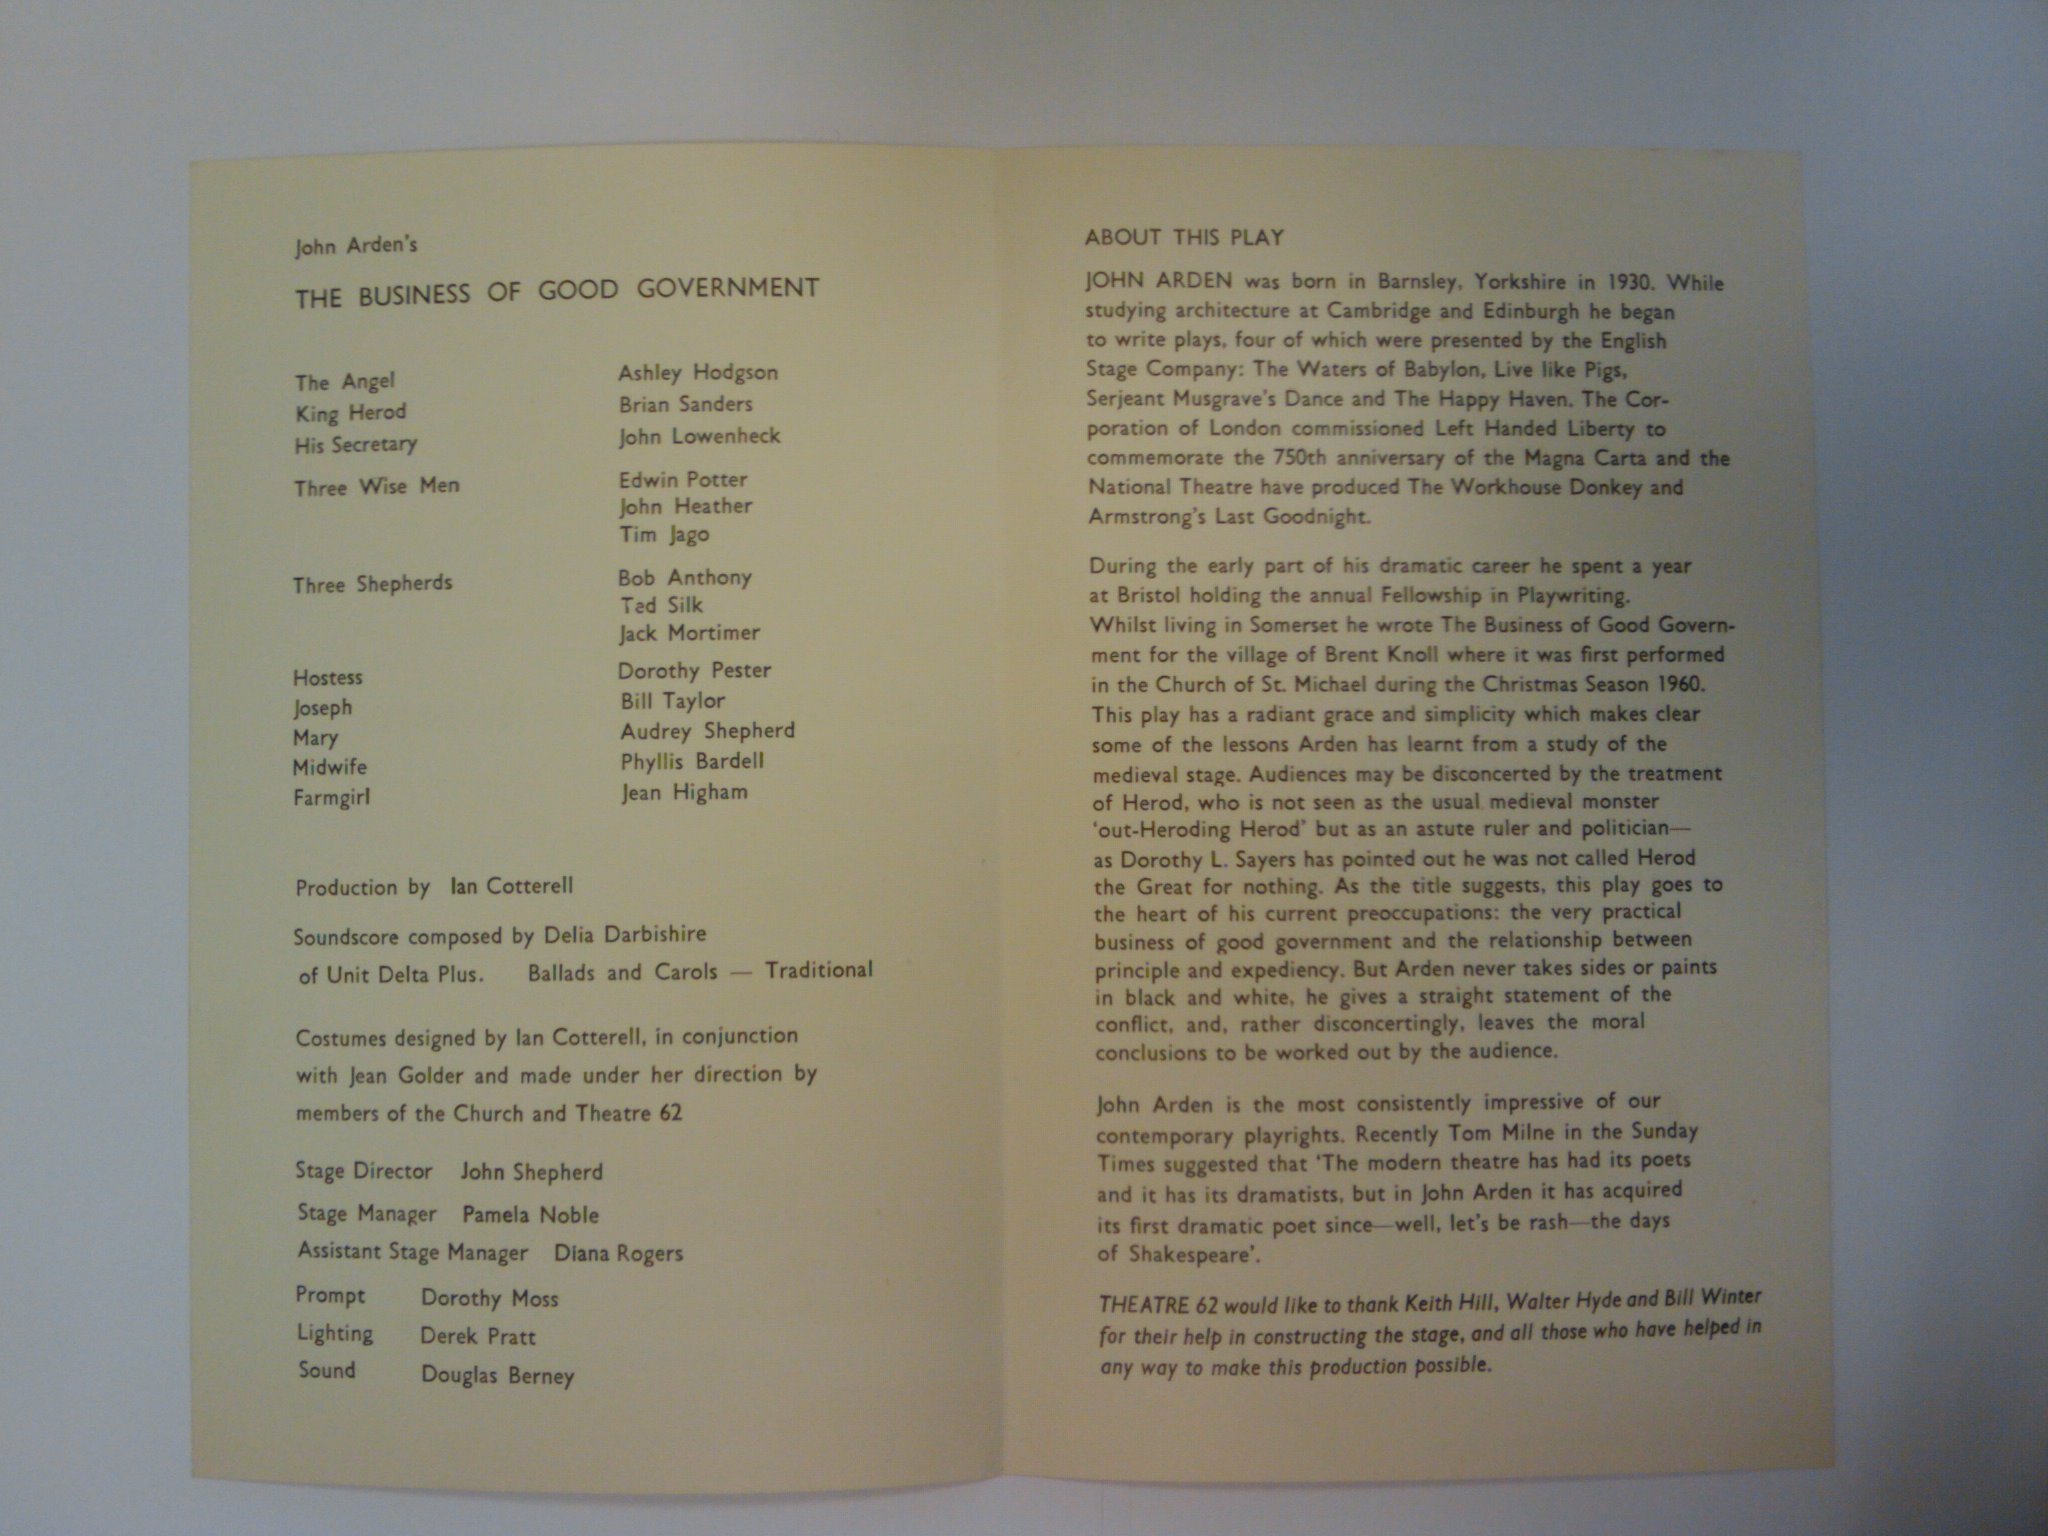 John Arden's
THE BUSINESS OF GOOD GOVERNMENT
The Angel Ashley Hodgson
King Herod Brian Sanders
His Secretary John Lowenheck
Three Wise Men Edwin Potter
John Heather
Tim Jago
Three Shepherds Bob Anthony
Ted Silk
Jack Mortimer
Hostess Dorothy Pester
Joseph Bill Taylor
Mary Audrey Shepherd
Midwife Phyllis Bardell
Farmgirl Jean Higham
Production by Ian Cotterell
Soundscore composed by Delia Darbishire
of Unit Delta Plus. Ballads and Carols — Traditional
Costumes designed by Ian Cotterell, in conjunction
with Jean Golder and made under her direction by
members of the Church and Theatre 62
Stage Director John Shepherd
Stage Manager Pamela Noble
Assistant Stage Manager Diana Rogers
Prompt Dorothy Moss
Lighting Derek Pratt
Sound Douglas Berney
ABOUT THIS PLAY
JOHN ARDEN was born in Barnsley, Yorkshire in 1930. While
studying architecture at Cambridge and Edinburgh he began
to write plays, four of which were presented by the English
Stage Company: The Waters of Babylon, Live like Pigs,
Serjeant Musgrave's Dance and The Happy Haven. The Cor-
poration of London commissioned Left Handed Liberty to
commemorate the 750th anniversary of the Magna Carta and the
National Theatre have produced The Workhouse Donkey and
Armstrong's Last Goodnight.
During the early part of his dramatic career he spent a year
at Bristol holding the annual Fellowship in Playwriting.
Whilst living in Somerset he wrote The Business of Good Govern-
ment for the village of Brent Knoll where it was first performed
in the Church of St. Michael during the Christmas Season 1960.
This play has a radiant grace and simplicity which makes clear
some of the lessons Arden has learnt from a study of the
medieval stage. Audiences may be disconcerted by the treatment
of Herod, who is not seen as the usual medieval monster
'out-Heroding Herod' but as an astute ruler and politician—
as Dorothy L. Sayers has pointed out he was not called Herod
the Great for nothing. As the title suggests, this play goes to
the heart of his current preoccupations: the very practical
business of good government and the relationship between
principle and expediency. But Arden never takes sides or paints
in black and white, he gives a straight statement of the
conflict, and, rather disconcertingly, leaves the moral
conclusions to be worked out by the audience.
John Arden is the most consistently impressive of our
contemporary playrights. Recently Tom Milne in the Sunday
Times suggested that 'The modern theatre has had its poets
and it has its dramatists, but in John Arden it has acquired
its first dramatic poet since—well, let's be rash—the days
of Shakespeare'.
THEATRE 62 would like to thank Keith Hill, Walter Hyde and Bill Winter
for their help in constructing the stage, and all those who have helped in
any way to make this production possible.